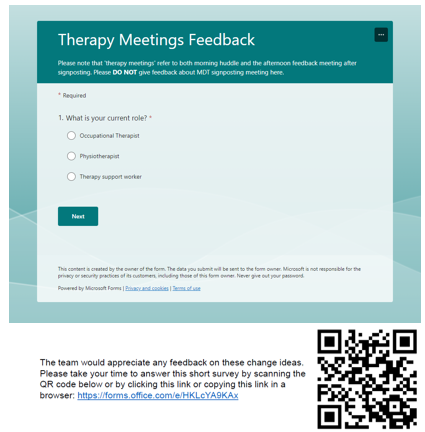 Therapy Meetings Feedback
...
Please note that 'therapy meetings' refer to both morning huddle and the afternoon feedback meeting after
signposting. Please DO NOT give feedback about MDT signposting meeting here.
* Required
1. What is your current role? *
Occupational Therapist
Physiotherapist
Therapy support worker
Next
This content is created by the owner of the form. The data you submit will be sent to the form owner. Microsoft is not responsible for the
privacy or security practices of its customers, including those of this form owner. Never give out your password.
Powered by Microsoft Forms | Privacy and cookies | Terms of use
The team would appreciate any feedback on these change ideas.
Please take your time to answer this short survey by scanning the
QR code below or by clicking this link or copying this link in a
browser: https://forms.office.com/e/HKLcYA9KAx